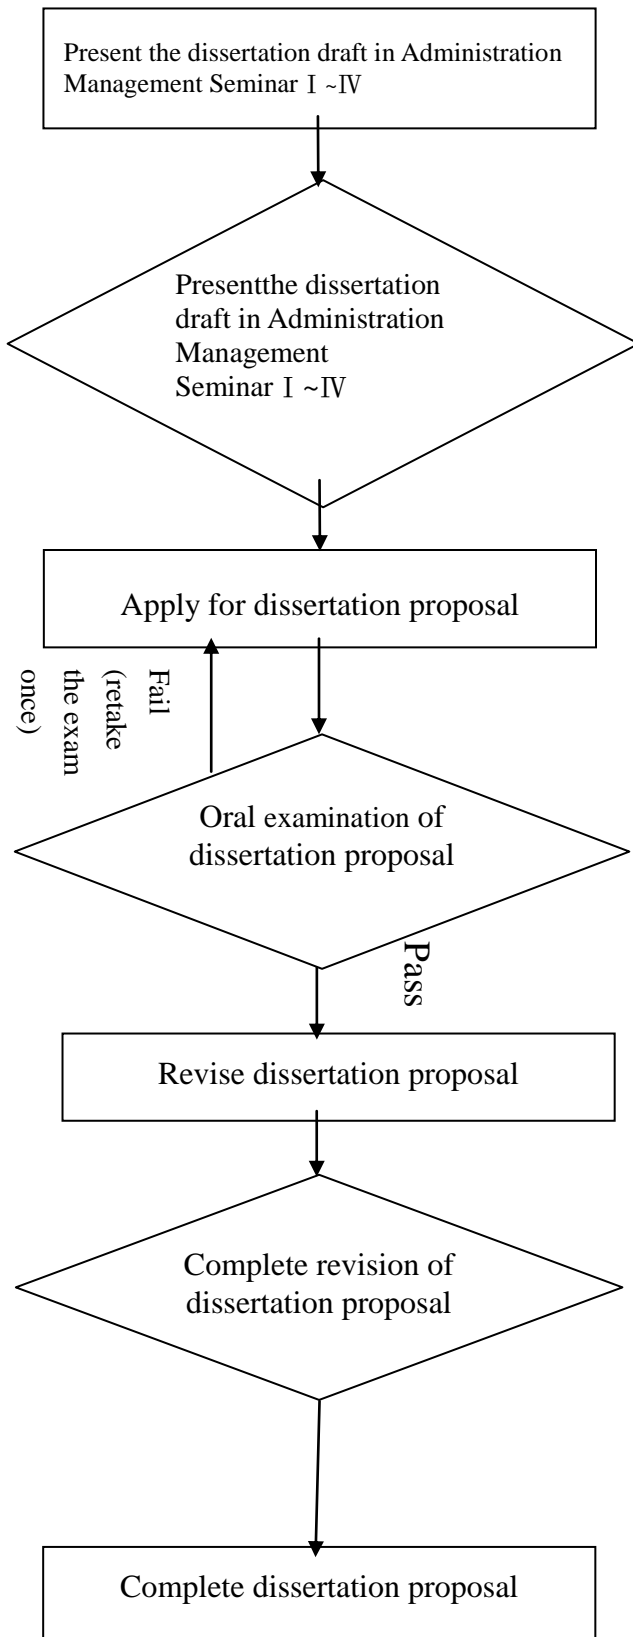 Present the dissertation draft in Administration
Management Seminar Ⅰ ~Ⅳ
Presentthe dissertation
draft in Administration
Management
Seminar Ⅰ ~Ⅳ
Apply for dissertation proposal
Fail
(retake
the exam
once)
Oral examination of
dissertation proposal
Pass
Revise dissertation proposal
Complete revision of
dissertation proposal
Complete dissertation proposal